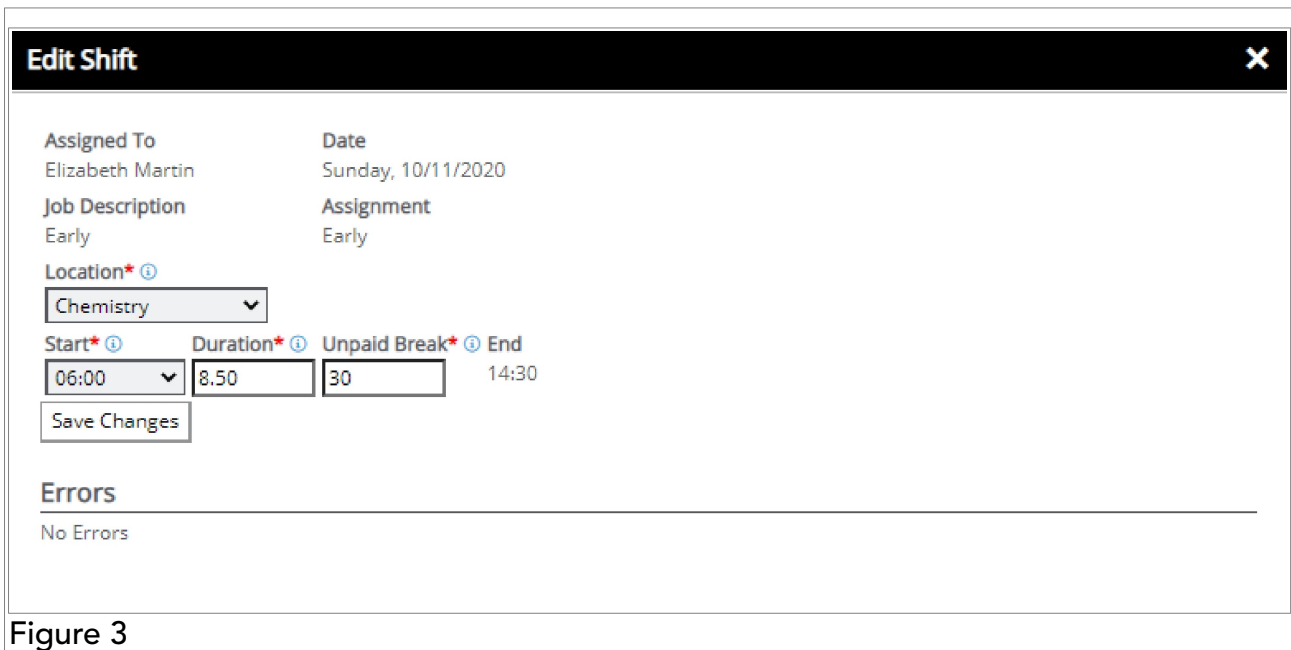 Edit Shift ×
Assigned To Date
Elizabeth Martin Sunday, 10/11/2020
Job Description Assignment
Early Early
Location* ⓘ
Chemistry
Start* ⓘ Duration* ⓘ Unpaid Break* ⓘ End
06:00 8.50 30 14:30
Save Changes
Errors
No Errors
Figure 3